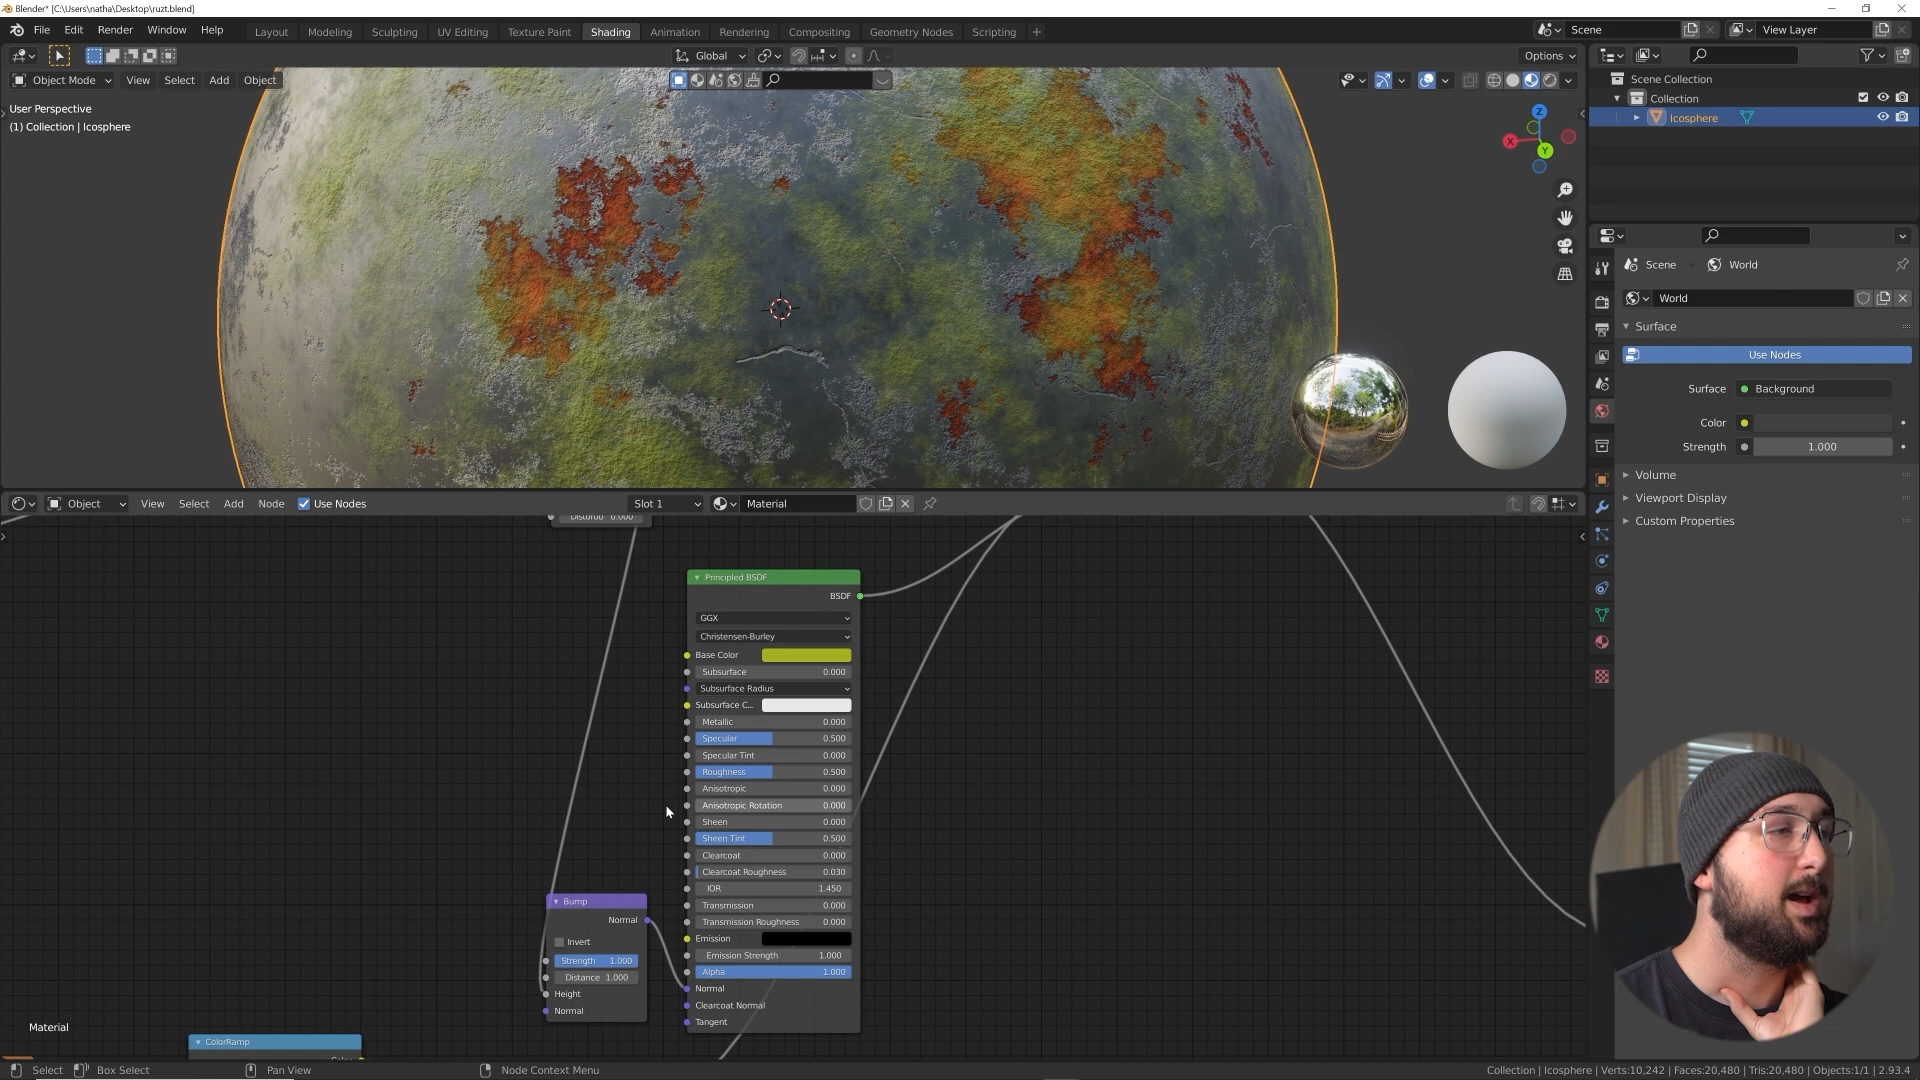 Blender* [C:\Users\natha\Desktop\ruzt.blend]
File Edit Render Window Help
Layout Modeling Sculpting UV Editing Texture Paint Shading Animation Rendering Compositing Geometry Nodes Scripting +
Scene
View Layer
Global
Options
Object Mode View Select Add Object
User Perspective
(1) Collection | Icosphere
Z
X
Y
Scene Collection
Collection
Icosphere
Scene World
World
Surface
Use Nodes
Surface Background
Color
Strength 1.000
Volume
Viewport Display
Custom Properties
Object View Select Add Node Use Nodes
Slot 1
Material
Distortio 0.000
Principled BSDF
BSDF
GGX
Christensen-Burley
Base Color
Subsurface 0.000
Subsurface Radius
Subsurface C...
Metallic 0.000
Specular 0.500
Specular Tint 0.000
Roughness 0.500
Anisotropic 0.000
Anisotropic Rotation 0.000
Sheen 0.000
Sheen Tint 0.500
Clearcoat 0.000
Clearcoat Roughness 0.030
IOR 1.450
Transmission 0.000
Transmission Roughness 0.000
Emission
Emission Strength 1.000
Alpha 1.000
Normal
Clearcoat Normal
Tangent
Bump
Normal
Invert
Strength 1.000
Distance 1.000
Height
Normal
Material
ColorRamp
Select Box Select Pan View Node Context Menu
Collection | Icosphere | Verts:10,242 | Faces:20,480 | Tris:20,480 | Objects:1/1 | 2.93.4